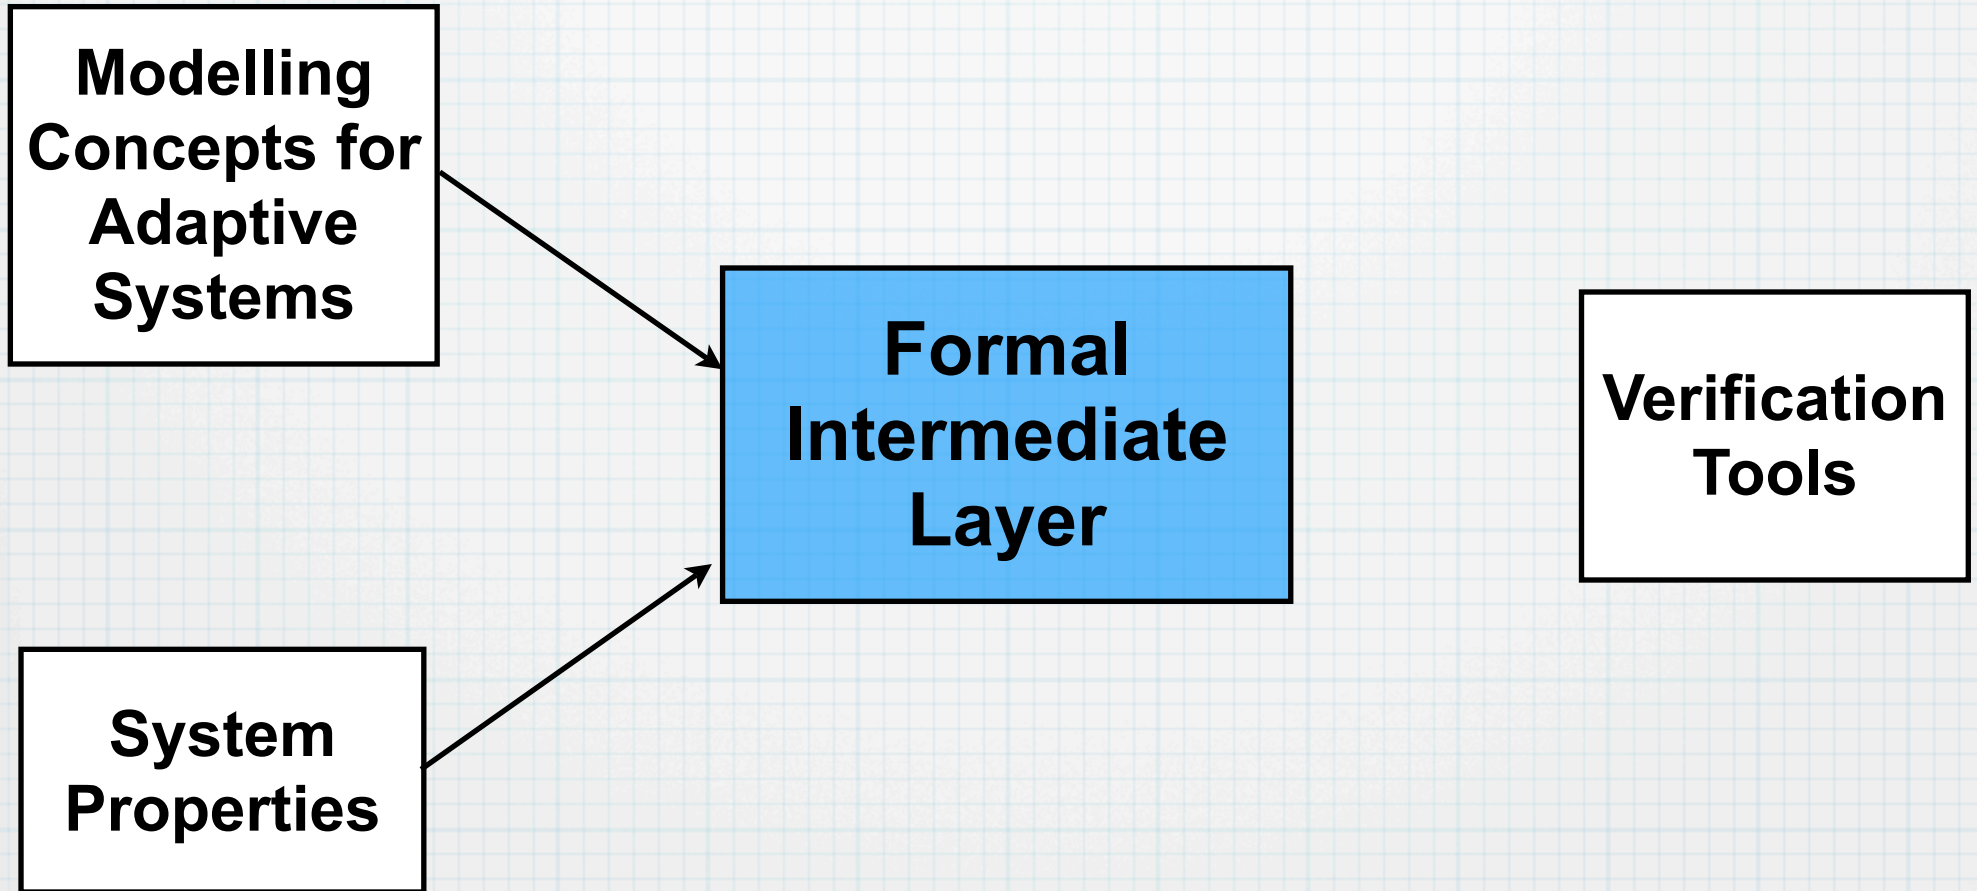 Modelling
Concepts for
Adaptive
Systems
Formal
Intermediate
Layer
Verification
Tools
System
Properties